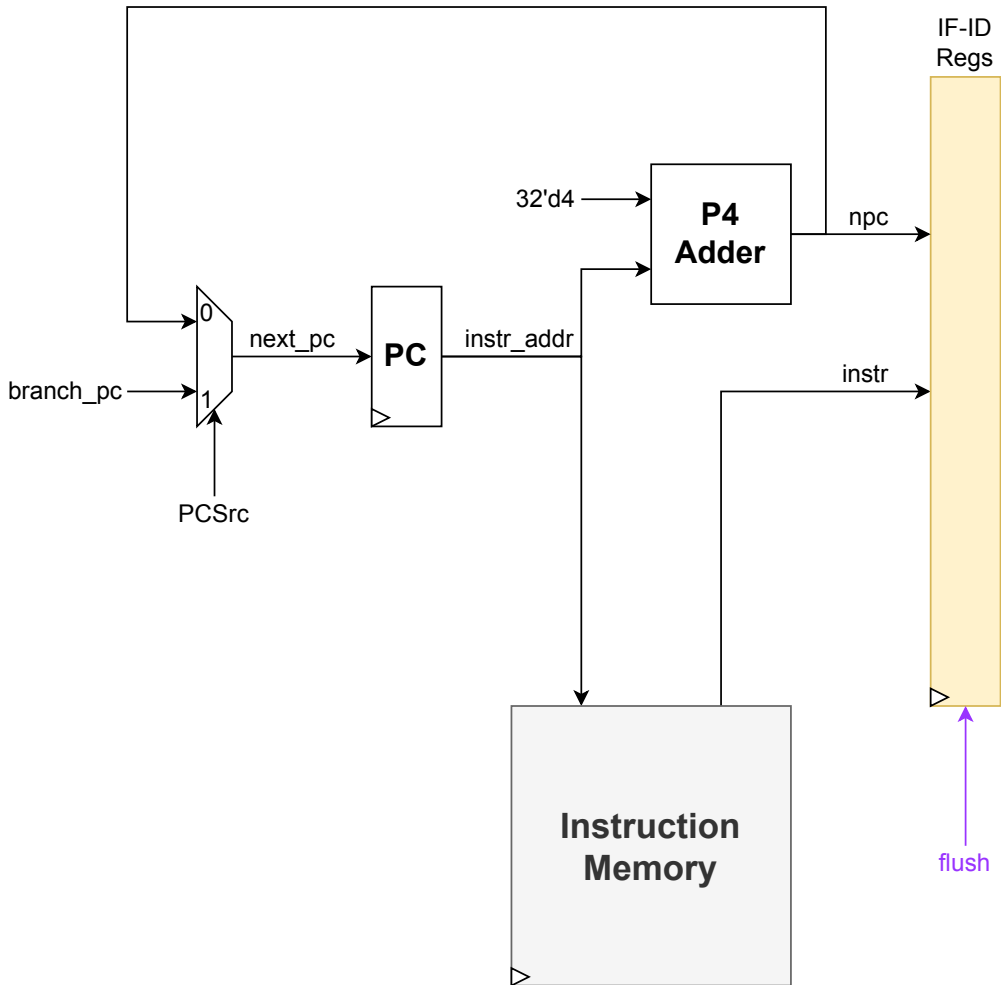 IF-ID
Regs
32'd4
P4
Adder
npc
0
next_pc
PC
instr_addr
instr
branch_pc
1
PCSrc
Instruction
Memory
flush